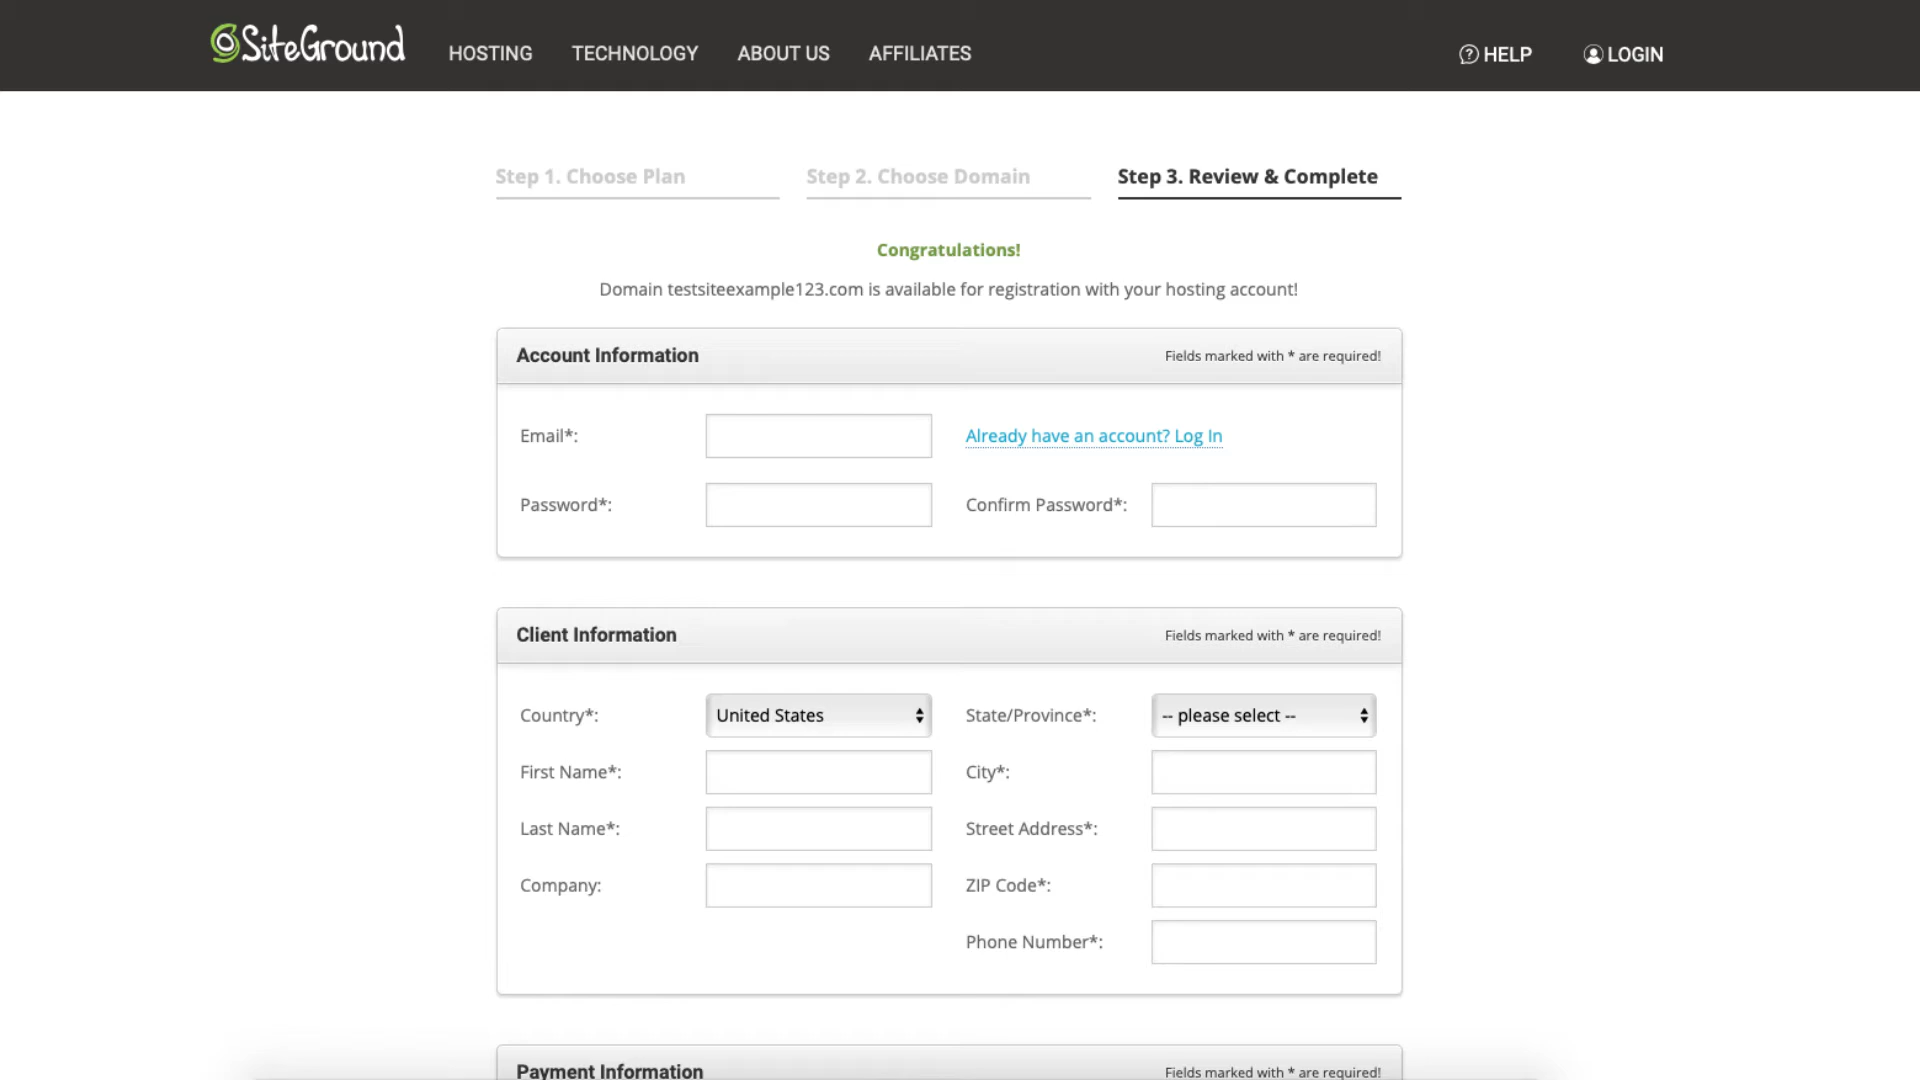 SiteGround HOSTING TECHNOLOGY ABOUT US AFFILIATES HELP LOGIN
Step 1. Choose Plan Step 2. Choose Domain Step 3. Review & Complete
Congratulations!
Domain testsiteexample123.com is available for registration with your hosting account!
Account Information Fields marked with * are required!
Email*: Already have an account? Log In
Password*: Confirm Password*:
Client Information Fields marked with * are required!
Country*: United States State/Province*: -- please select --
First Name*: City*:
Last Name*: Street Address*:
Company: ZIP Code*:
Phone Number*:
Payment Information Fields marked with * are required!